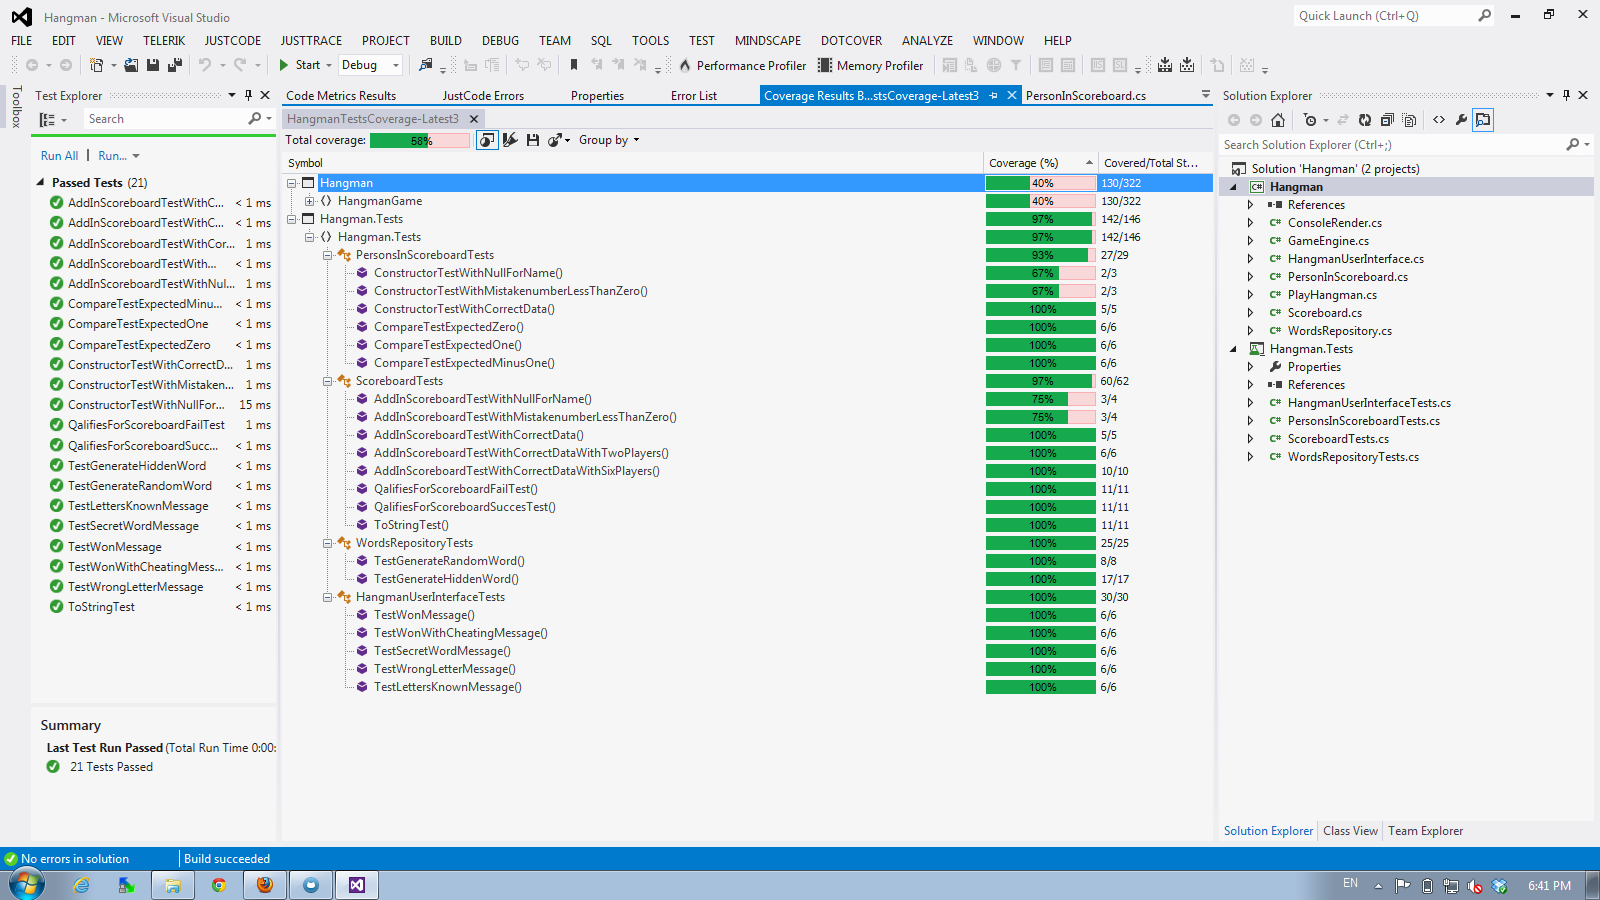 Hangman - Microsoft Visual Studio
Quick Launch (Ctrl+Q)
FILE EDIT VIEW TELERIK JUSTCODE JUSTTRACE PROJECT BUILD DEBUG TEAM SQL TOOLS TEST MINDSCAPE DOTCOVER ANALYZE WINDOW HELP
Start Debug Performance Profiler Memory Profiler
Toolbox
Test Explorer
Search
Run All | Run...
Passed Tests (21)
AddInScoreboardTestWithC... < 1 ms
AddInScoreboardTestWithC... < 1 ms
AddInScoreboardTestWithCor... 1 ms
AddInScoreboardTestWith... < 1 ms
AddInScoreboardTestWithNul... < 1 ms
CompareTestExpectedMinu... < 1 ms
CompareTestExpectedOne < 1 ms
CompareTestExpectedZero < 1 ms
ConstructorTestWithCorrectD... < 1 ms
ConstructorTestWithMistaken... < 1 ms
ConstructorTestWithNullFor... 15 ms
QalifiesForScoreboardFailTest 1 ms
QalifiesForScoreboardSucc... < 1 ms
TestGenerateHiddenWord < 1 ms
TestGenerateRandomWord < 1 ms
TestLettersKnownMessage < 1 ms
TestSecretWordMessage < 1 ms
TestWonMessage < 1 ms
TestWonWithCheatingMess... < 1 ms
TestWrongLetterMessage < 1 ms
ToStringTest < 1 ms
Summary
Last Test Run Passed (Total Run Time 0:00:
21 Tests Passed
Code Metrics Results JustCode Errors Properties Error List Coverage Results B...stsCoverage-Latest3 PersonInScoreboard.cs
HangmanTestsCoverage-Latest3
Total coverage: 58% Group by
Symbol Coverage (%) Covered/Total St...
Hangman 40% 130/322
HangmanGame 40% 130/322
Hangman.Tests 97% 142/146
Hangman.Tests 97% 142/146
PersonsInScoreboardTests 93% 27/29
ConstructorTestWithNullForName() 67% 2/3
ConstructorTestWithMistakenumberLessThanZero() 67% 2/3
ConstructorTestWithCorrectData() 100% 5/5
CompareTestExpectedZero() 100% 6/6
CompareTestExpectedOne() 100% 6/6
CompareTestExpectedMinusOne() 100% 6/6
ScoreboardTests 97% 60/62
AddInScoreboardTestWithNullForName() 75% 3/4
AddInScoreboardTestWithMistakenumberLessThanZero() 75% 3/4
AddInScoreboardTestWithCorrectData() 100% 5/5
AddInScoreboardTestWithCorrectDataWithTwoPlayers() 100% 6/6
AddInScoreboardTestWithCorrectDataWithSixPlayers() 100% 10/10
QalifiesForScoreboardFailTest() 100% 11/11
QalifiesForScoreboardSuccesTest() 100% 11/11
ToStringTest() 100% 11/11
WordsRepositoryTests 100% 25/25
TestGenerateRandomWord() 100% 8/8
TestGenerateHiddenWord() 100% 17/17
HangmanUserInterfaceTests 100% 30/30
TestWonMessage() 100% 6/6
TestWonWithCheatingMessage() 100% 6/6
TestSecretWordMessage() 100% 6/6
TestWrongLetterMessage() 100% 6/6
TestLettersKnownMessage() 100% 6/6
Solution Explorer
Search Solution Explorer (Ctrl+;)
Solution 'Hangman' (2 projects)
C# Hangman
References
C# ConsoleRender.cs
C# GameEngine.cs
C# HangmanUserInterface.cs
C# PersonInScoreboard.cs
C# PlayHangman.cs
C# Scoreboard.cs
C# WordsRepository.cs
Hangman.Tests
Properties
References
C# HangmanUserInterfaceTests.cs
C# PersonsInScoreboardTests.cs
C# ScoreboardTests.cs
C# WordsRepositoryTests.cs
Solution Explorer Class View Team Explorer
No errors in solution Build succeeded
EN 6:41 PM